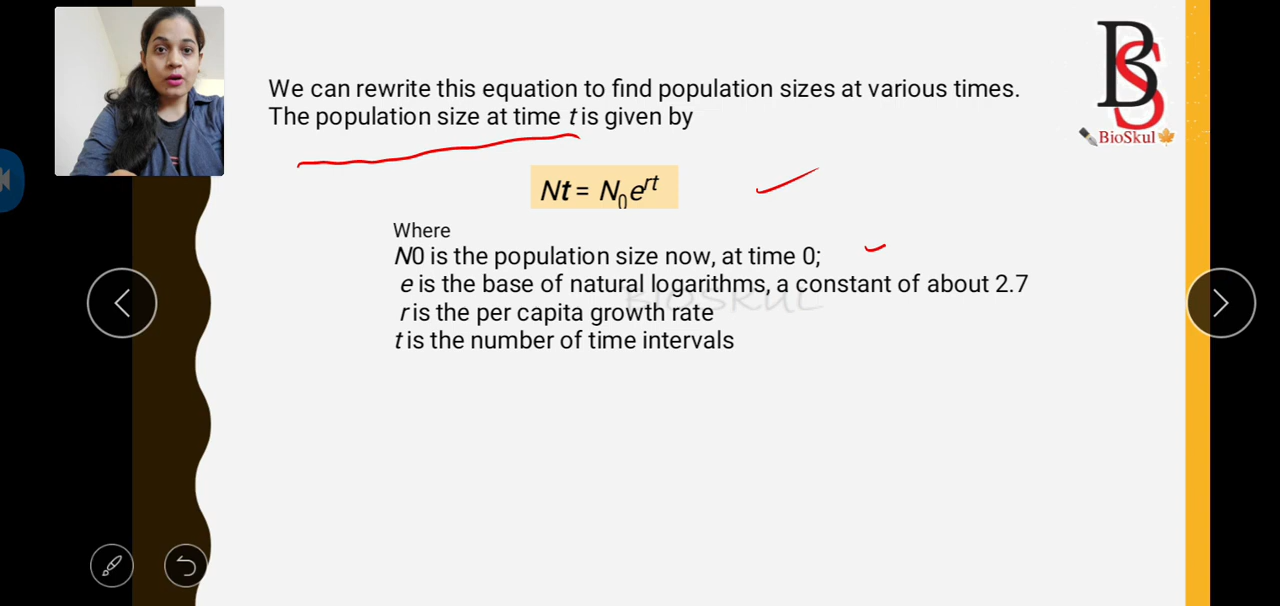 We can rewrite this equation to find population sizes at various times.
The population size at time t is given by
Nt = N₀eʳᵗ
Where
N0 is the population size now, at time 0;
e is the base of natural logarithms, a constant of about 2.7
r is the per capita growth rate
t is the number of time intervals
BIOSKUL
BS
BioSkul